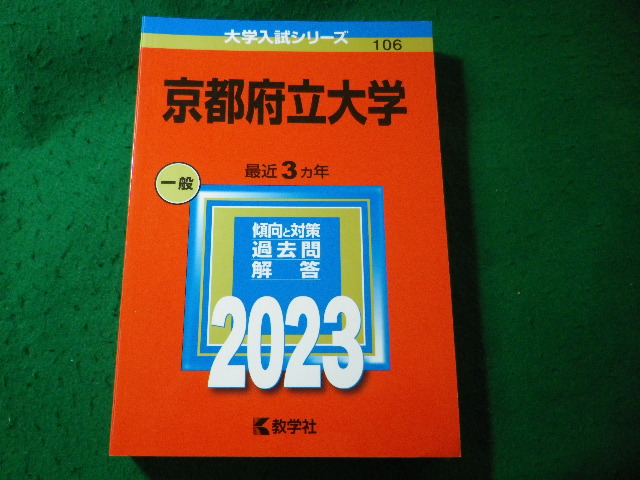 大学入試シリーズ
106
京都府立大学
最近3ヵ年
一般
傾向と対策
過去問
解答
2023
教学社